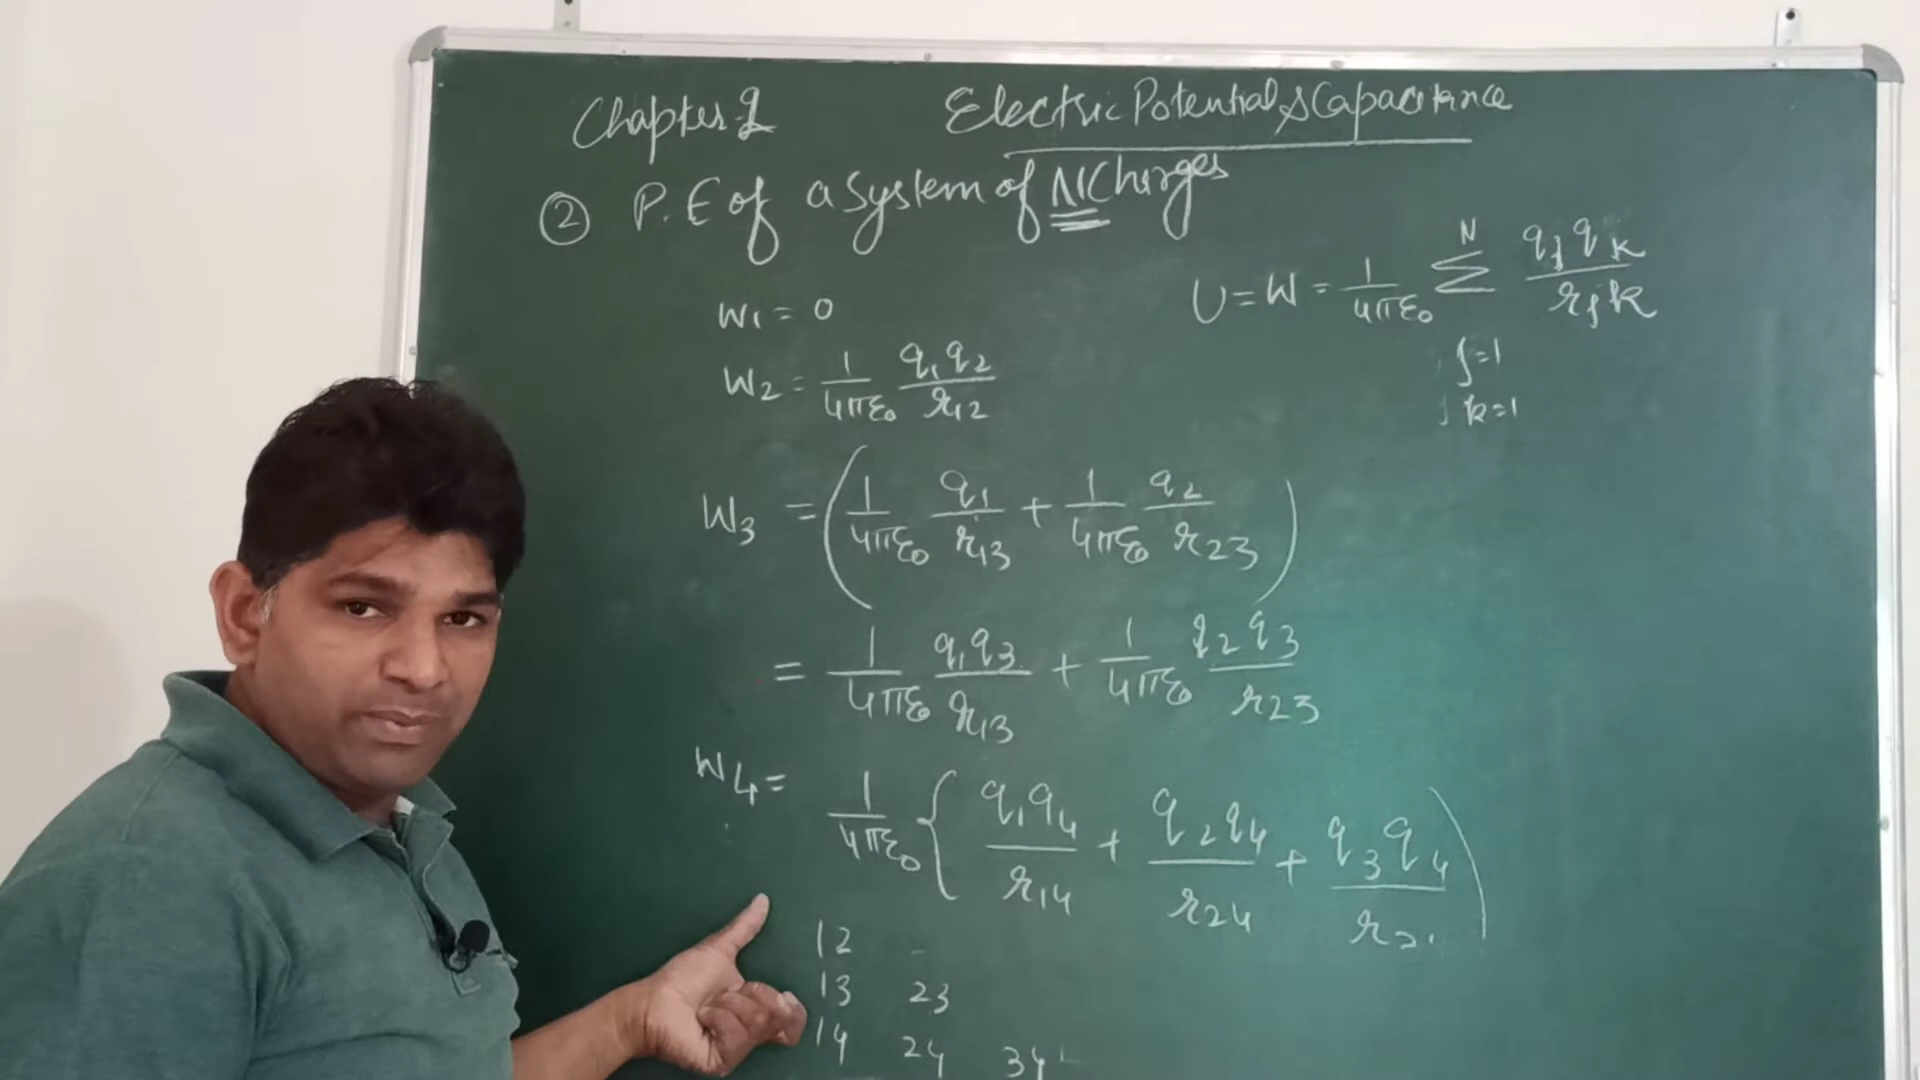 Chapter-2 Electric Potential & Capacitance
② P.E of a System of N Charges
U = W = 1/4πε₀ N Σ qj qk / rjk
j=1
k=1
W₁ = 0
W₂ = 1/4πε₀ q₁q₂/r₁₂
W₃ = (1/4πε₀ q₁/r₁₃ + 1/4πε₀ q₂/r₂₃)
= 1/4πε₀ q₁q₃/r₁₃ + 1/4πε₀ q₂q₃/r₂₃
W₄ = 1/4πε₀ { q₁q₄/r₁₄ + q₂q₄/r₂₄ + q₃q₄/r )
12
13 23
14 24 34